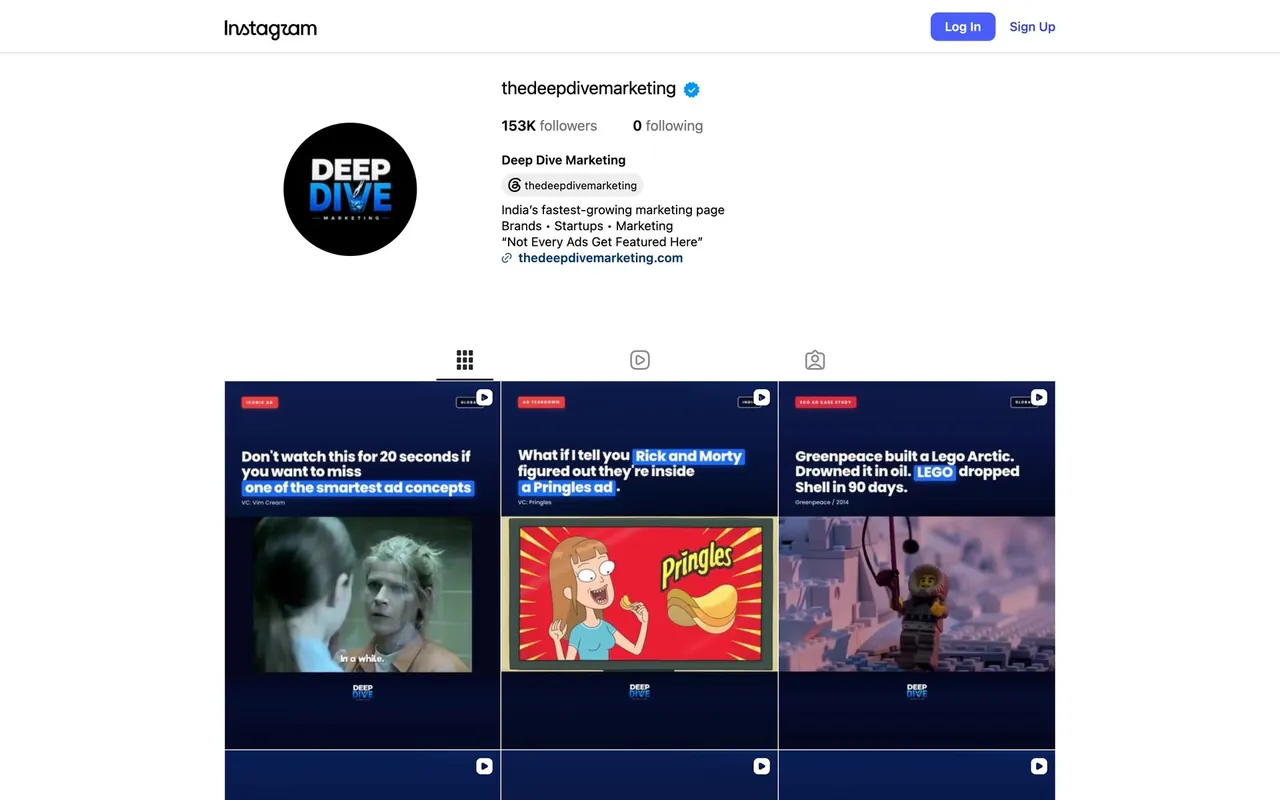 Instagram
Log In
Sign Up
thedeepdivemarketing
153K followers
0 following
Deep Dive Marketing
thedeepdivemarketing
India’s fastest-growing marketing page
Brands • Startups • Marketing
“Not Every Ads Get Featured Here”
thedeepdivemarketing.com
DEEP
DIVE
MARKETING
ICONIC AD
Don't watch this for 20 seconds if
you want to miss
one of the smartest ad concepts
VC: Vim Cream
In a while.
DEEP
DIVE
AD TEARDOWN
What if I tell you Rick and Morty
figured out they're inside
a Pringles ad.
VC: Pringles
Pringles
DEEP
DIVE
Greenpeace built a Lego Arctic.
Drowned it in oil. LEGO dropped
Shell in 90 days.
Greenpeace / 2014
DEEP
DIVE